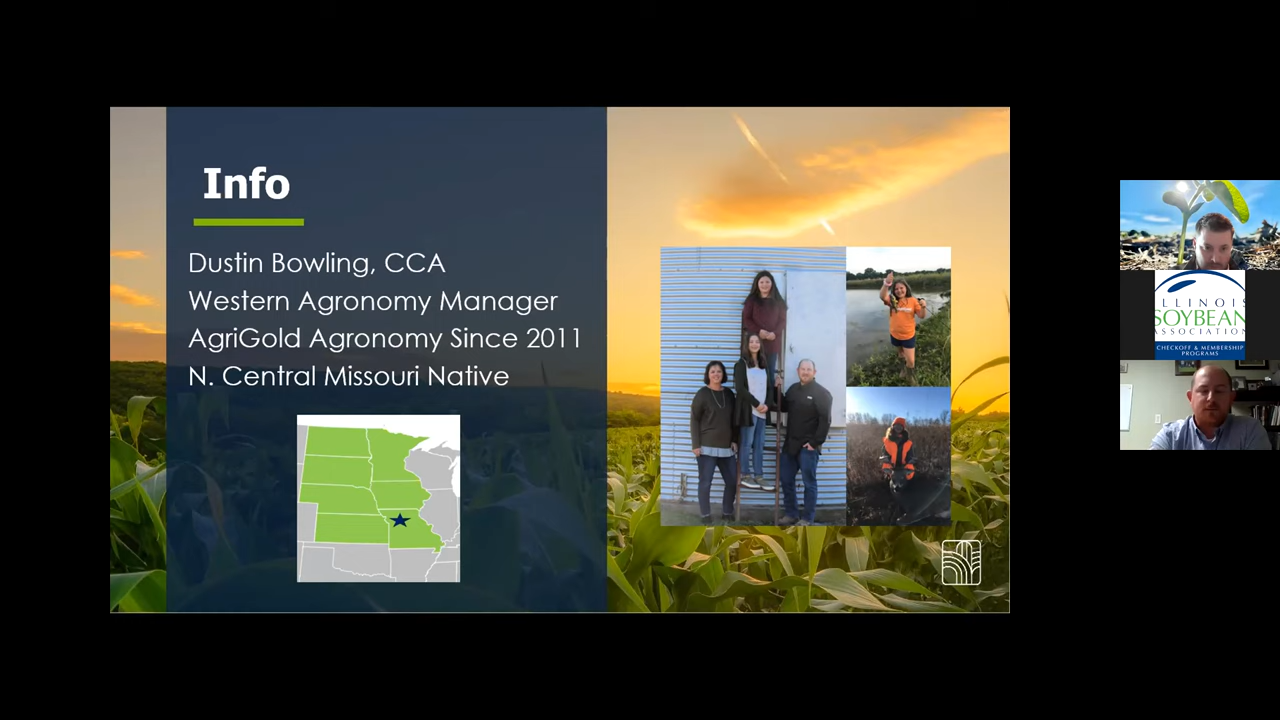 Info
Dustin Bowling, CCA
Western Agronomy Manager
AgriGold Agronomy Since 2011
N. Central Missouri Native
ILLINOIS
SOYBEAN
ASSOCIATION
CHECKOFF & MEMBERSHIP
PROGRAMS